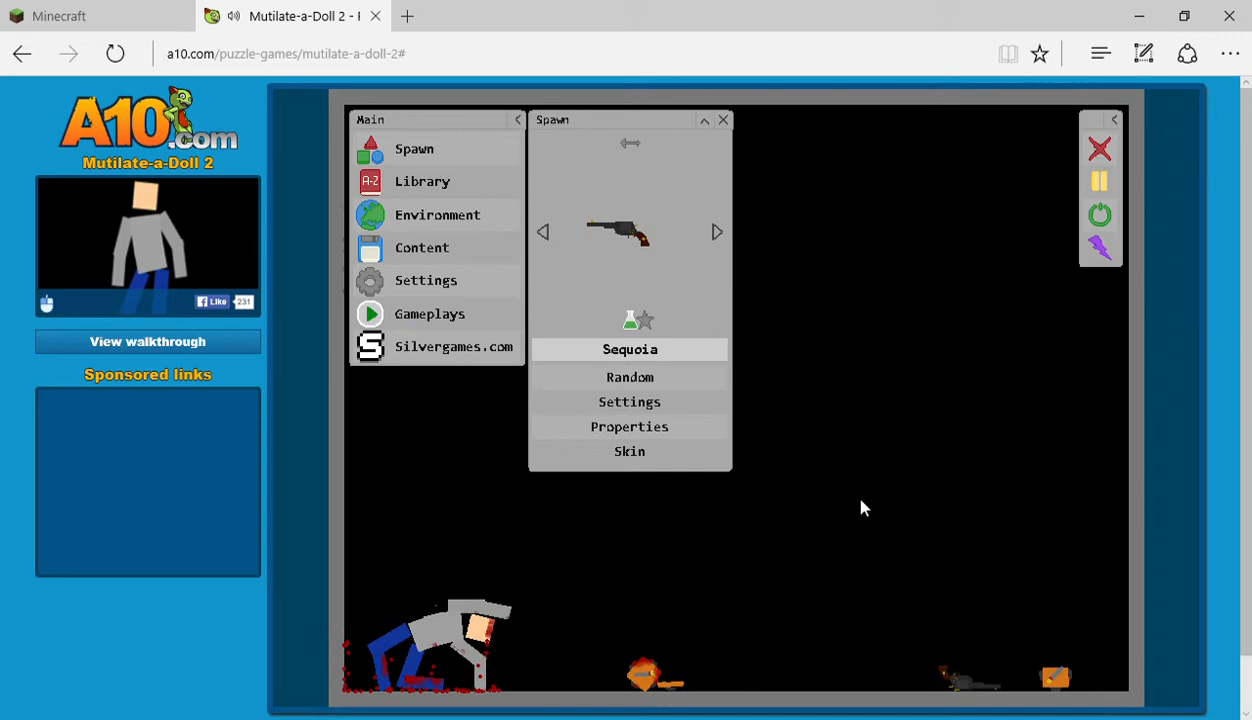 Minecraft
Mutilate-a-Doll 2 - F
a10.com/puzzle-games/mutilate-a-doll-2#
A10.com
Mutilate-a-Doll 2
Like 231
View walkthrough
Sponsored links
Main
Spawn
A-Z Library
Environment
Content
Settings
Gameplays
S Silvergames.com
Spawn
Sequoia
Random
Settings
Properties
Skin